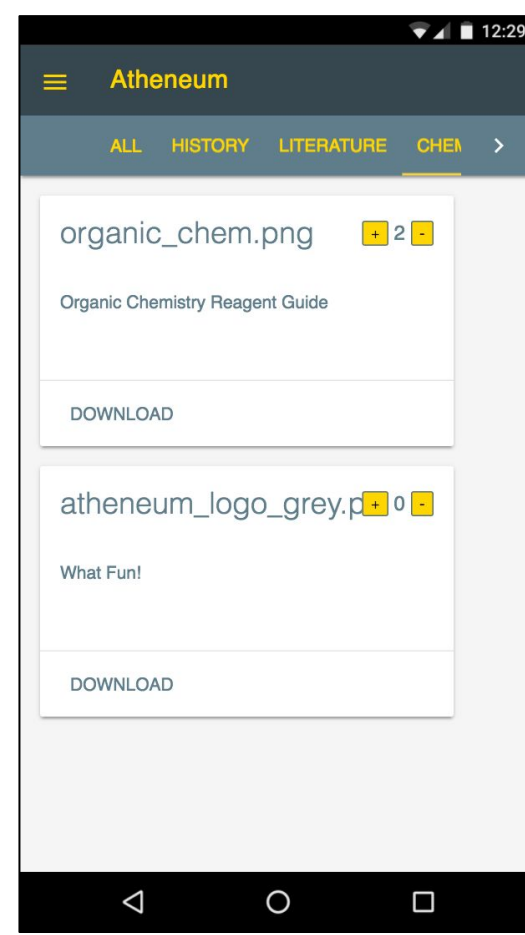 12:29
Atheneum
ALL HISTORY LITERATURE CHEM
organic_chem.png + 2 -
Organic Chemistry Reagent Guide
DOWNLOAD
atheneum_logo_grey.p + 0 -
What Fun!
DOWNLOAD